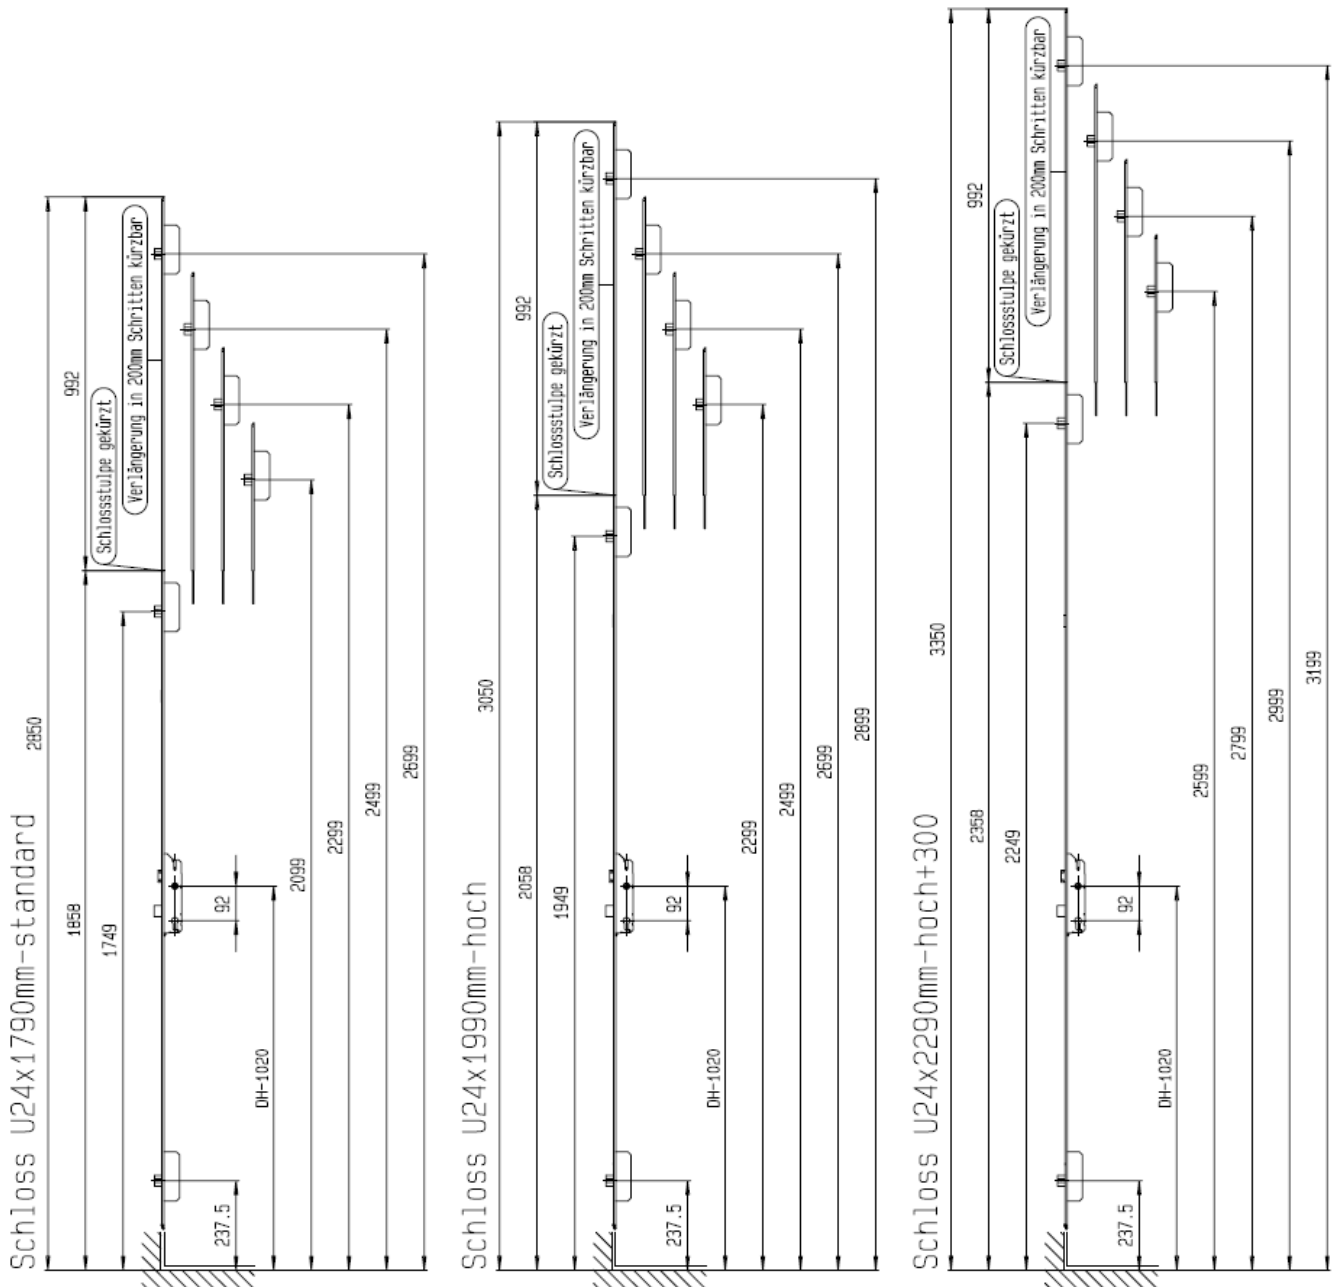 Schloss U24x1790mm-standard
2850
992
1858
1749
Schlossstulpe gekürzt
Verlängerung in 200mm Schritten kürzbar
92
DH-1020
237.5
2099
2299
2499
2699
Schloss U24x1990mm-hoch
3050
992
2058
1949
Schlossstulpe gekürzt
Verlängerung in 200mm Schritten kürzbar
92
DH-1020
237.5
2299
2499
2699
2899
Schloss U24x2290mm-hoch+300
3350
992
2358
2249
Schlossstulpe gekürzt
Verlängerung in 200mm Schritten kürzbar
92
DH-1020
237.5
2599
2799
2999
3199